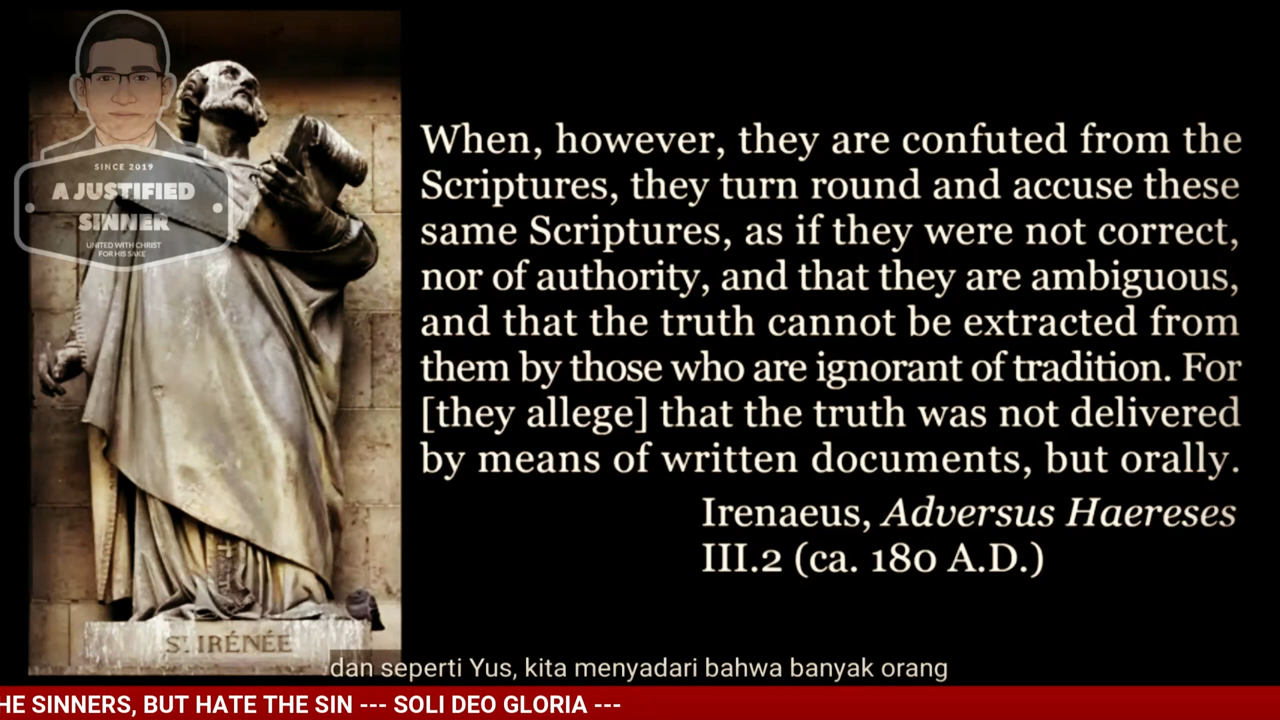 SINCE 2019
A JUSTIFIED
SINNER
UNITED WITH CHRIST
FOR HIS SAKE
When, however, they are confuted from the
Scriptures, they turn round and accuse these
same Scriptures, as if they were not correct,
nor of authority, and that they are ambiguous,
and that the truth cannot be extracted from
them by those who are ignorant of tradition. For
[they allege] that the truth was not delivered
by means of written documents, but orally.
Irenaeus, Adversus Haereses
III.2 (ca. 180 A.D.)
ST IRÉNÉE
dan seperti Yus, kita menyadari bahwa banyak orang
HE SINNERS, BUT HATE THE SIN --- SOLI DEO GLORIA ---